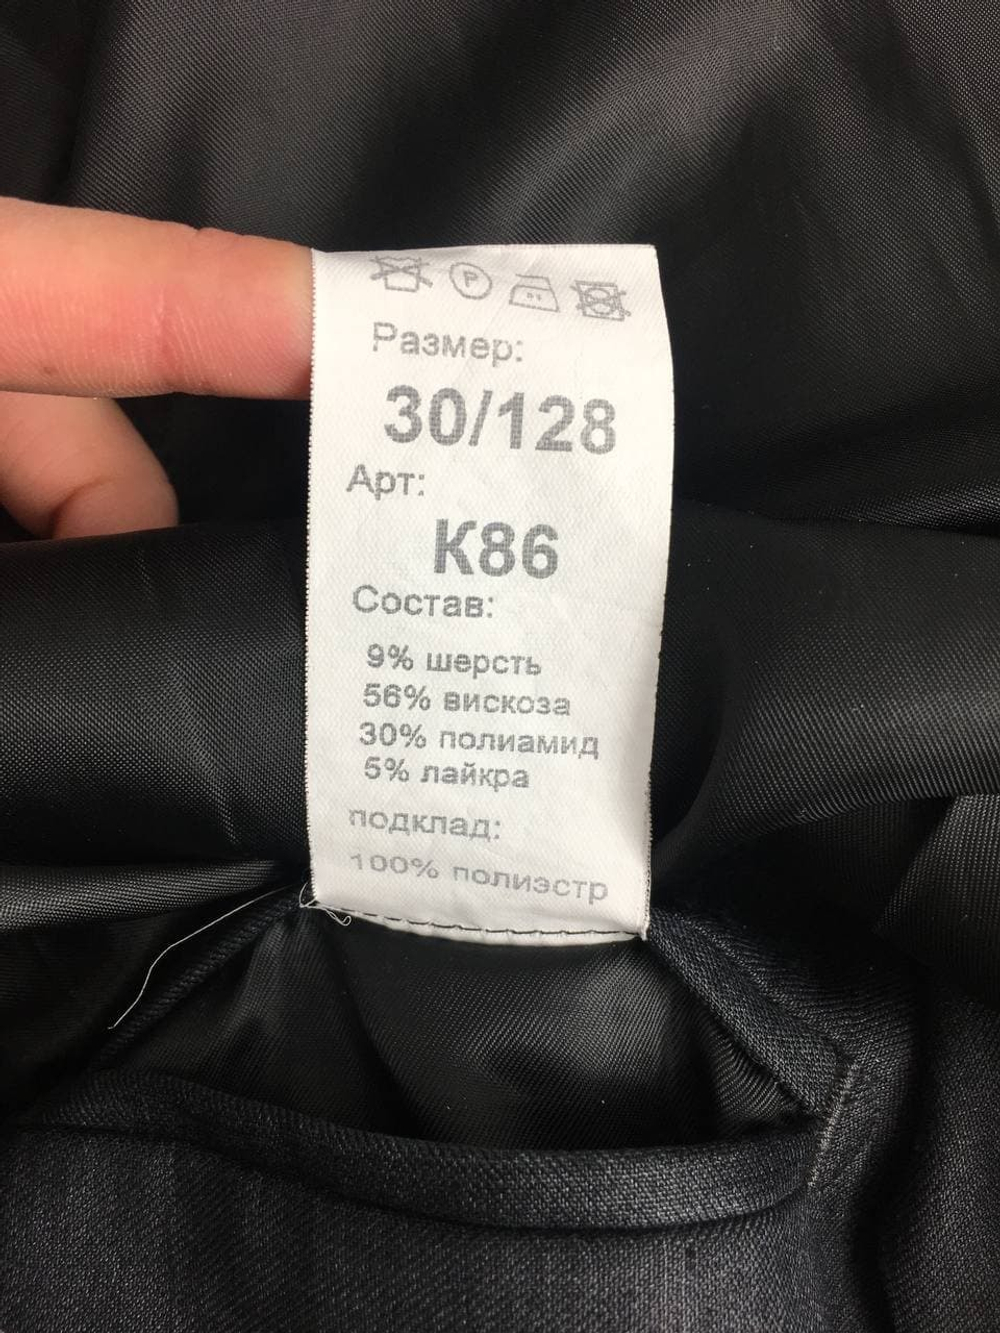 P
Размер:
30/128
Арт:
К86
Состав:
9% шерсть
56% вискоза
30% полиамид
5% лайкра
подклад:
100% полиэстр